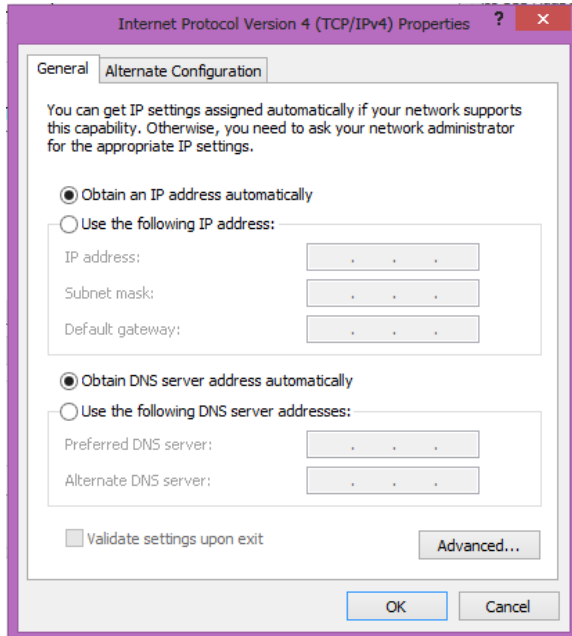 Internet Protocol Version 4 (TCP/IPv4) Properties
?
General
Alternate Configuration
You can get IP settings assigned automatically if your network supports
this capability. Otherwise, you need to ask your network administrator
for the appropriate IP settings.
Obtain an IP address automatically
Use the following IP address:
IP address:
Subnet mask:
Default gateway:
Obtain DNS server address automatically
Use the following DNS server addresses:
Preferred DNS server:
Alternate DNS server:
Validate settings upon exit
Advanced...
OK
Cancel